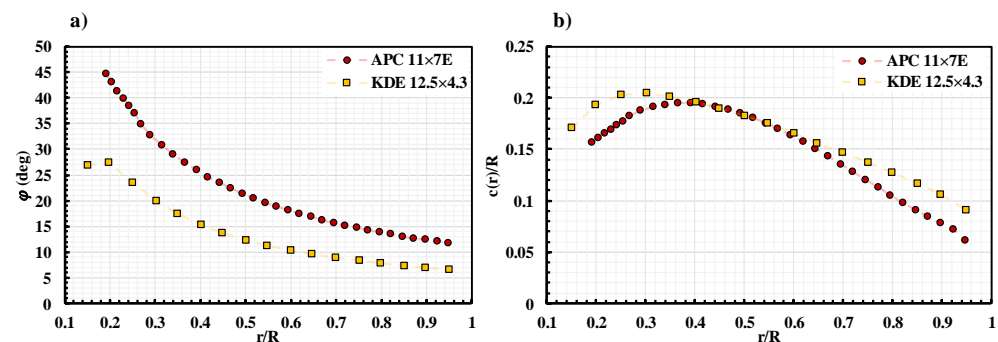 a)
50
45
40
35
30
25
20
15
10
5
0
φ (deg)
APC 11×7E
KDE 12.5×4.3
0.1 0.2 0.3 0.4 0.5 0.6 0.7 0.8 0.9 1
r/R
b)
0.25
0.2
0.15
0.1
0.05
0
c(r)/R
APC 11×7E
KDE 12.5×4.3
0.1 0.2 0.3 0.4 0.5 0.6 0.7 0.8 0.9 1
r/R